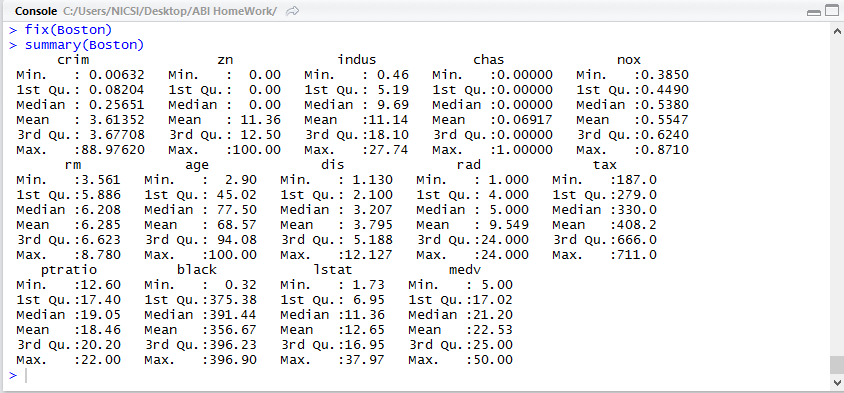 Console C:/Users/NICSI/Desktop/ABI HomeWork/
> fix(Boston)
> summary(Boston)
      crim                zn             indus            chas              nox
 Min.   : 0.00632   Min.   :  0.00   Min.   : 0.46   Min.   :0.00000   Min.   :0.3850
 1st Qu.: 0.08204   1st Qu.:  0.00   1st Qu.: 5.19   1st Qu.:0.00000   1st Qu.:0.4490
 Median : 0.25651   Median :  0.00   Median : 9.69   Median :0.00000   Median :0.5380
 Mean   : 3.61352   Mean   : 11.36   Mean   :11.14   Mean   :0.06917   Mean   :0.5547
 3rd Qu.: 3.67708   3rd Qu.: 12.50   3rd Qu.:18.10   3rd Qu.:0.00000   3rd Qu.:0.6240
 Max.   :88.97620   Max.   :100.00   Max.   :27.74   Max.   :1.00000   Max.   :0.8710
       rm             age              dis              rad              tax
 Min.   :3.561   Min.   :  2.90   Min.   : 1.130   Min.   : 1.000   Min.   :187.0
 1st Qu.:5.886   1st Qu.: 45.02   1st Qu.: 2.100   1st Qu.: 4.000   1st Qu.:279.0
 Median :6.208   Median : 77.50   Median : 3.207   Median : 5.000   Median :330.0
 Mean   :6.285   Mean   : 68.57   Mean   : 3.795   Mean   : 9.549   Mean   :408.2
 3rd Qu.:6.623   3rd Qu.: 94.08   3rd Qu.: 5.188   3rd Qu.:24.000   3rd Qu.:666.0
 Max.   :8.780   Max.   :100.00   Max.   :12.127   Max.   :24.000   Max.   :711.0
    ptratio          black            lstat            medv
 Min.   :12.60   Min.   :  0.32   Min.   : 1.73   Min.   : 5.00
 1st Qu.:17.40   1st Qu.:375.38   1st Qu.: 6.95   1st Qu.:17.02
 Median :19.05   Median :391.44   Median :11.36   Median :21.20
 Mean   :18.46   Mean   :356.67   Mean   :12.65   Mean   :22.53
 3rd Qu.:20.20   3rd Qu.:396.23   3rd Qu.:16.95   3rd Qu.:25.00
 Max.   :22.00   Max.   :396.90   Max.   :37.97   Max.   :50.00
>